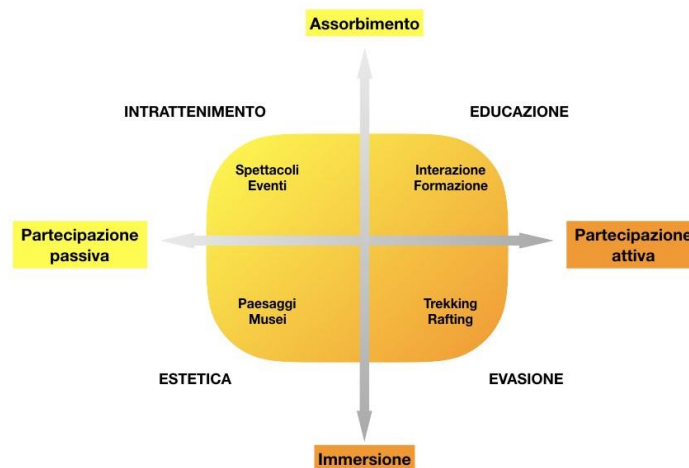 Assorbimento
INTRATTENIMENTO
EDUCAZIONE
Spettacoli
Eventi
Interazione
Formazione
Partecipazione
passiva
Partecipazione
attiva
Paesaggi
Musei
Trekking
Rafting
ESTETICA
EVASIONE
Immersione